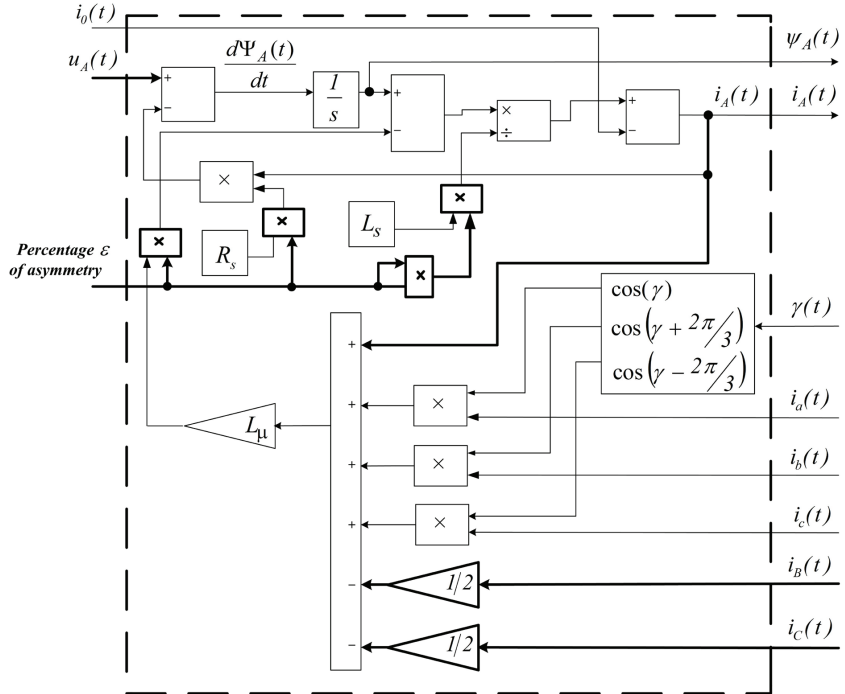 i₀(t)
ψ_A(t)
u_A(t)
dΨ_A(t)
dt
+
−
1
s
+
−
×
÷
+
−
i_A(t)
i_A(t)
×
×
L_s
×
×
R_s
Percentage ε
of asymmetry
×
cos(γ)
cos(γ + 2π/3)
cos(γ − 2π/3)
γ(t)
+
+
×
i_a(t)
L_μ
+
×
i_b(t)
+
×
i_c(t)
−
1/2
i_B(t)
−
1/2
i_C(t)